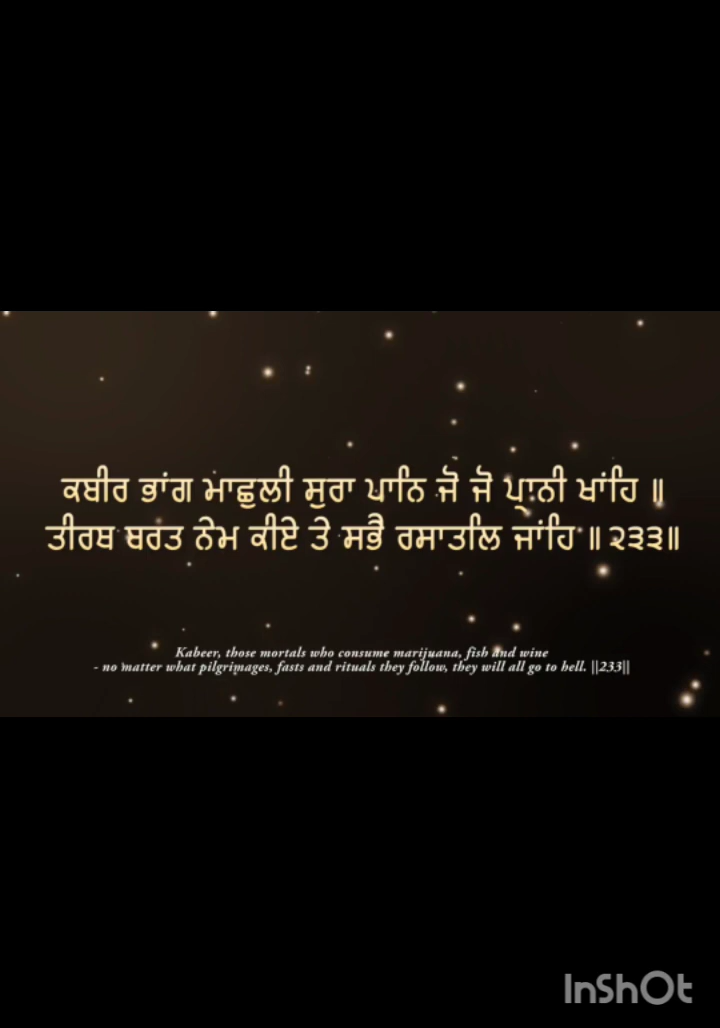 ਕਬੀਰ ਭਾਂਗ ਮਾਛੁਲੀ ਸੁਰਾ ਪਾਨਿ ਜੋ ਜੋ ਪ੍ਰਾਨੀ ਖਾਂਹਿ ॥
ਤੀਰਥ ਬਰਤ ਨੇਮ ਕੀਏ ਤੇ ਸਭੈ ਰਸਾਤਲਿ ਜਾਂਹਿ ॥੨੩੩॥
Kabeer, those mortals who consume marijuana, fish and wine
- no matter what pilgrimages, fasts and rituals they follow, they will all go to hell. ||233||
InShOt